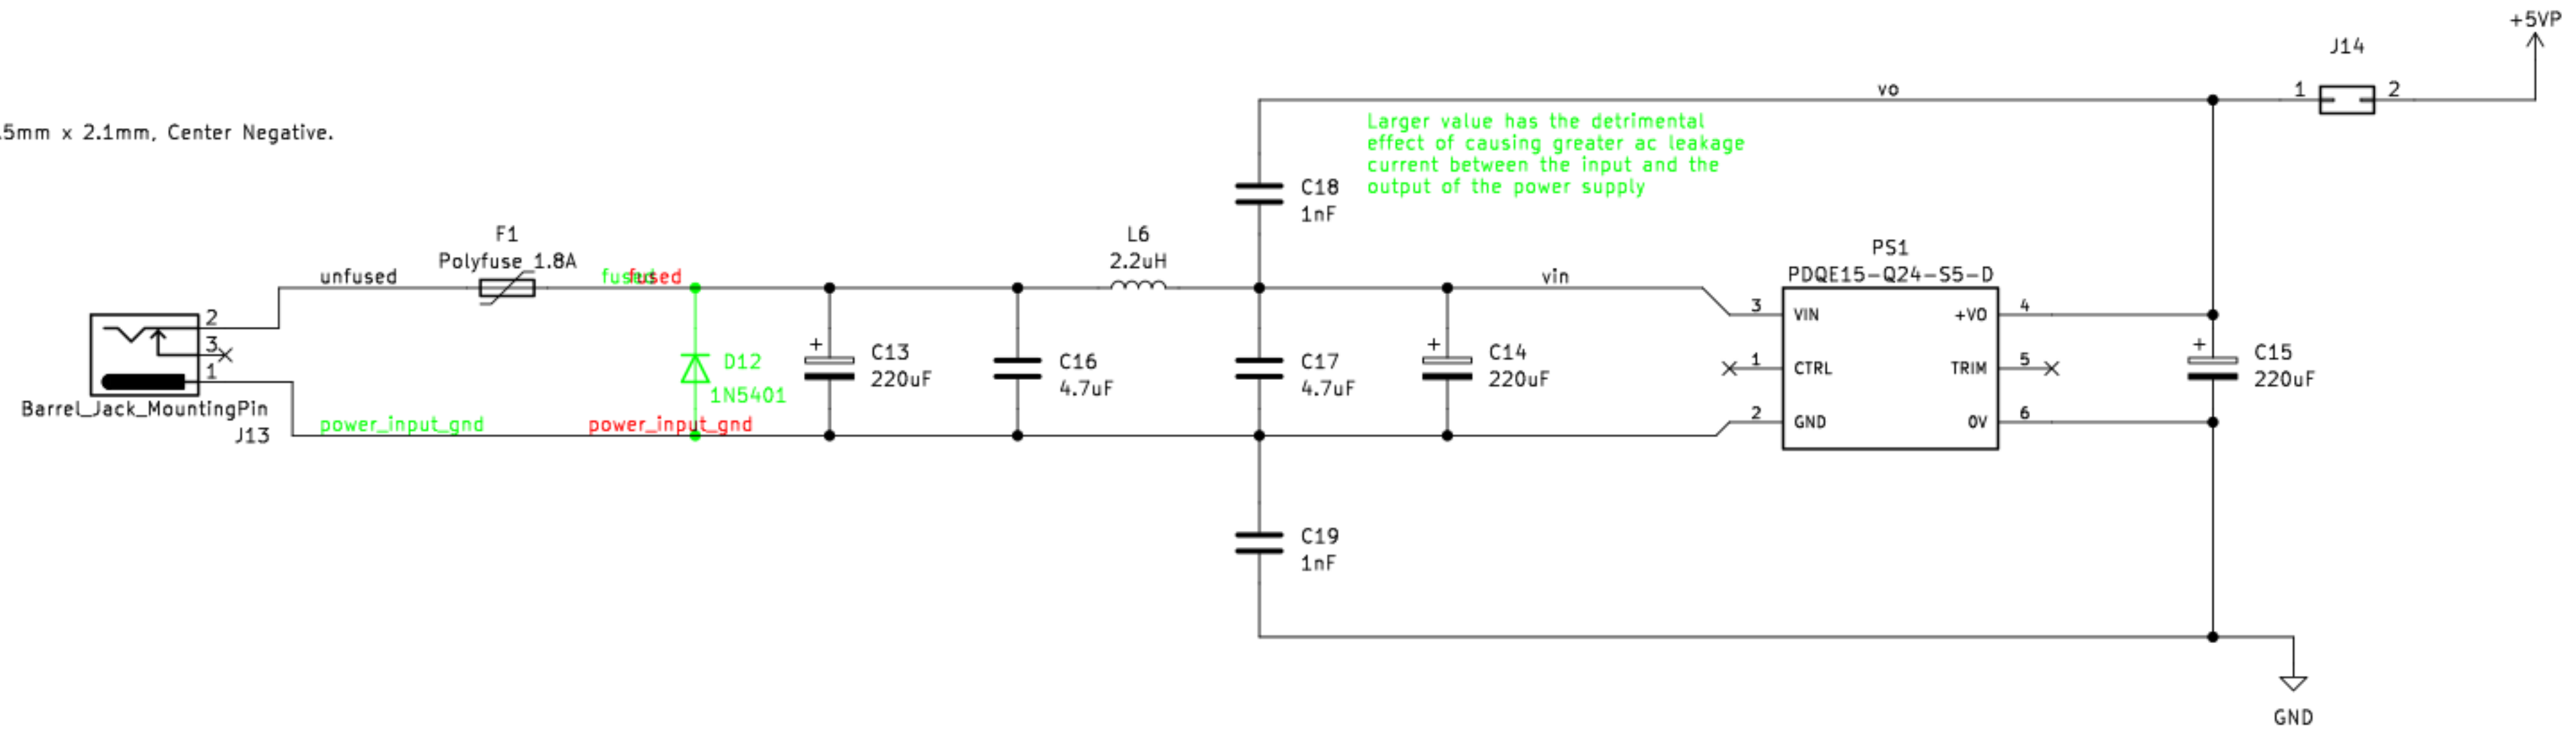 +5VP
J14
1
2
vo
.5mm x 2.1mm, Center Negative.
Larger value has the detrimental
effect of causing greater ac leakage
current between the input and the
output of the power supply
C18
1nF
F1
Polyfuse_1.8A
L6
2.2uH
PS1
PDQE15-Q24-S5-D
unfused
fused
fused
vin
2
3
1
Barrel_Jack_MountingPin
J13
D12
1N5401
+
C13
220uF
C16
4.7uF
C17
4.7uF
+
C14
220uF
3
VIN
1
CTRL
2
GND
+VO
4
TRIM
5
0V
6
+
C15
220uF
power_input_gnd
power_input_gnd
C19
1nF
GND